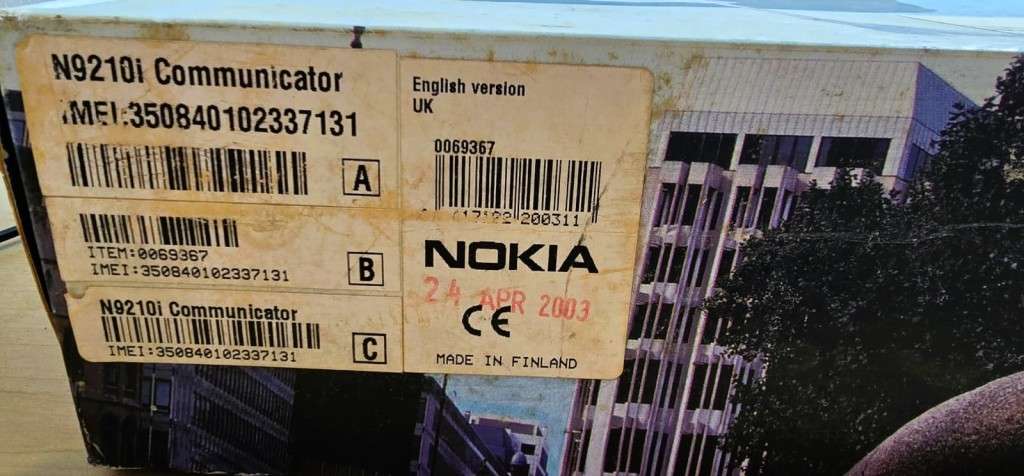 N9210i Communicator
IMEI:350840102337131
A
ITEM:0069367
IMEI:350840102337131
B
N9210i Communicator
IMEI:350840102337131
C
English version
UK
0069367
200311
NOKIA
24 APR 2003
CE
MADE IN FINLAND